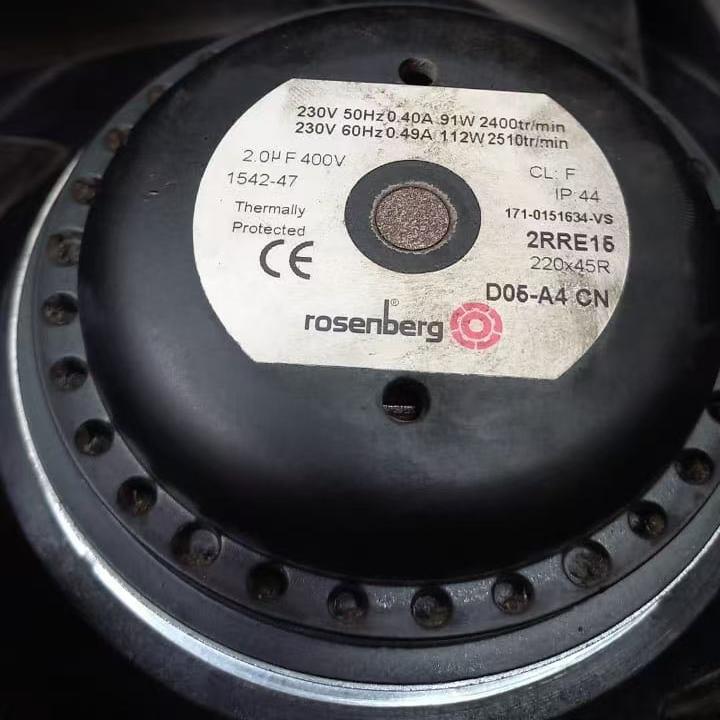 230V 50Hz 0.40A 91W 2400tr/min
230V 60Hz 0.49A 112W 2510tr/min
2.0µF 400V
1542-47
Thermally
Protected
CE
CL: F
IP: 44
171-0151634-VS
2RRE15
220x45R
D05-A4 CN
rosenberg®